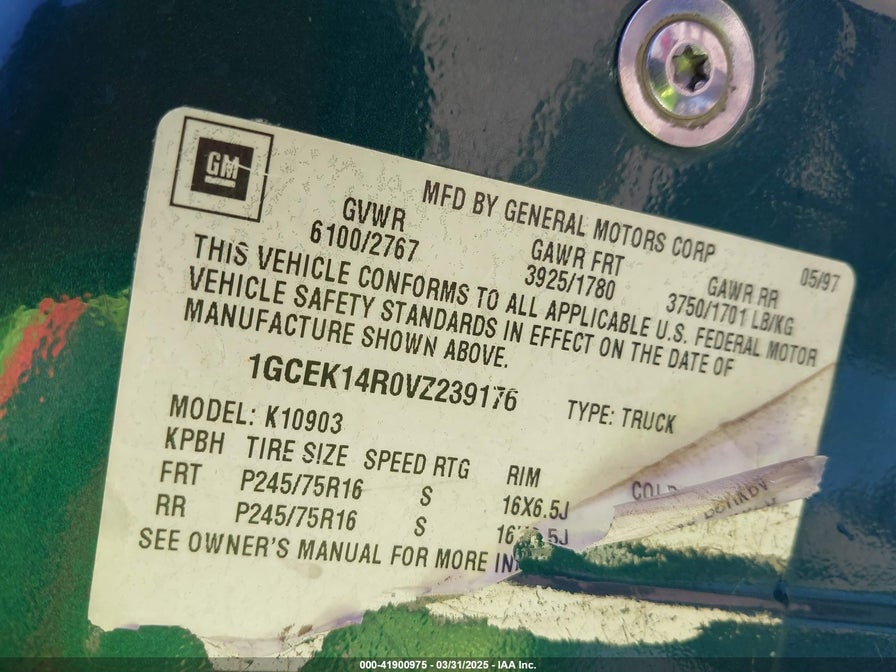 GM
MFD BY GENERAL MOTORS CORP 05/97
GVWR GAWR FRT GAWR RR
6100/2767 3925/1780 3750/1701 LB/KG
THIS VEHICLE CONFORMS TO ALL APPLICABLE U.S. FEDERAL MOTOR
VEHICLE SAFETY STANDARDS IN EFFECT ON THE DATE OF
MANUFACTURE SHOWN ABOVE.
1GCEK14R0VZ239176 TYPE: TRUCK
MODEL: K10903
KPBH TIRE SIZE SPEED RTG RIM
FRT P245/75R16 S 16X6.5J
RR P245/75R16 S
SEE OWNER'S MANUAL FOR MORE
000-41900975 - 03/31/2025 - IAA Inc.